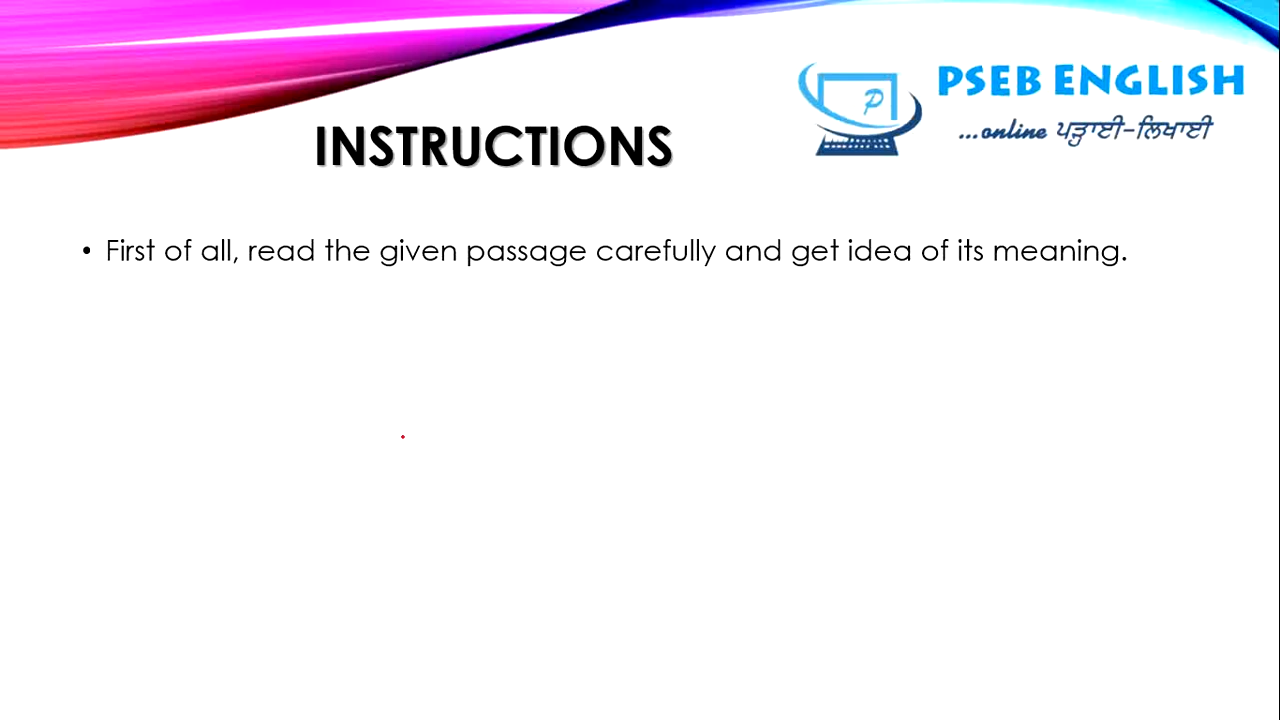 PSEB ENGLISH
...online ਪੜ੍ਹਾਈ-ਲਿਖਾਈ
P
INSTRUCTIONS
• First of all, read the given passage carefully and get idea of its meaning.